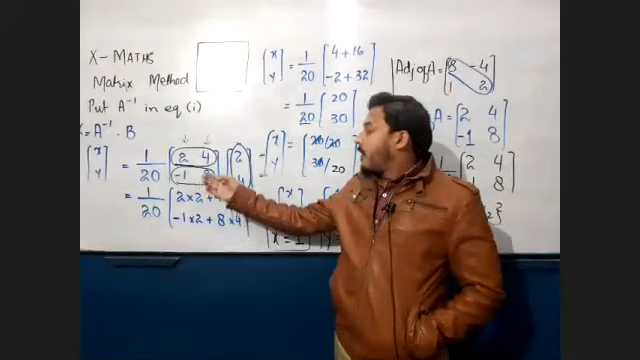 X - MATHS
Matrix Method
Put A⁻¹ in eq (i)
= A⁻¹ · B
[x y] = 1/20 [2 4 -1 8] [2 4]
= 1/20 [2×2+ -1×2+8×4]
[x y] = 1/20 [4+16 -2+32]
= 1/20 [20 30]
[x y] = [20/20 30/20]
[x
x = 1
Adj of A = [8 -4 1 2]
A = [2 4 -1 8]
[2 4 8]